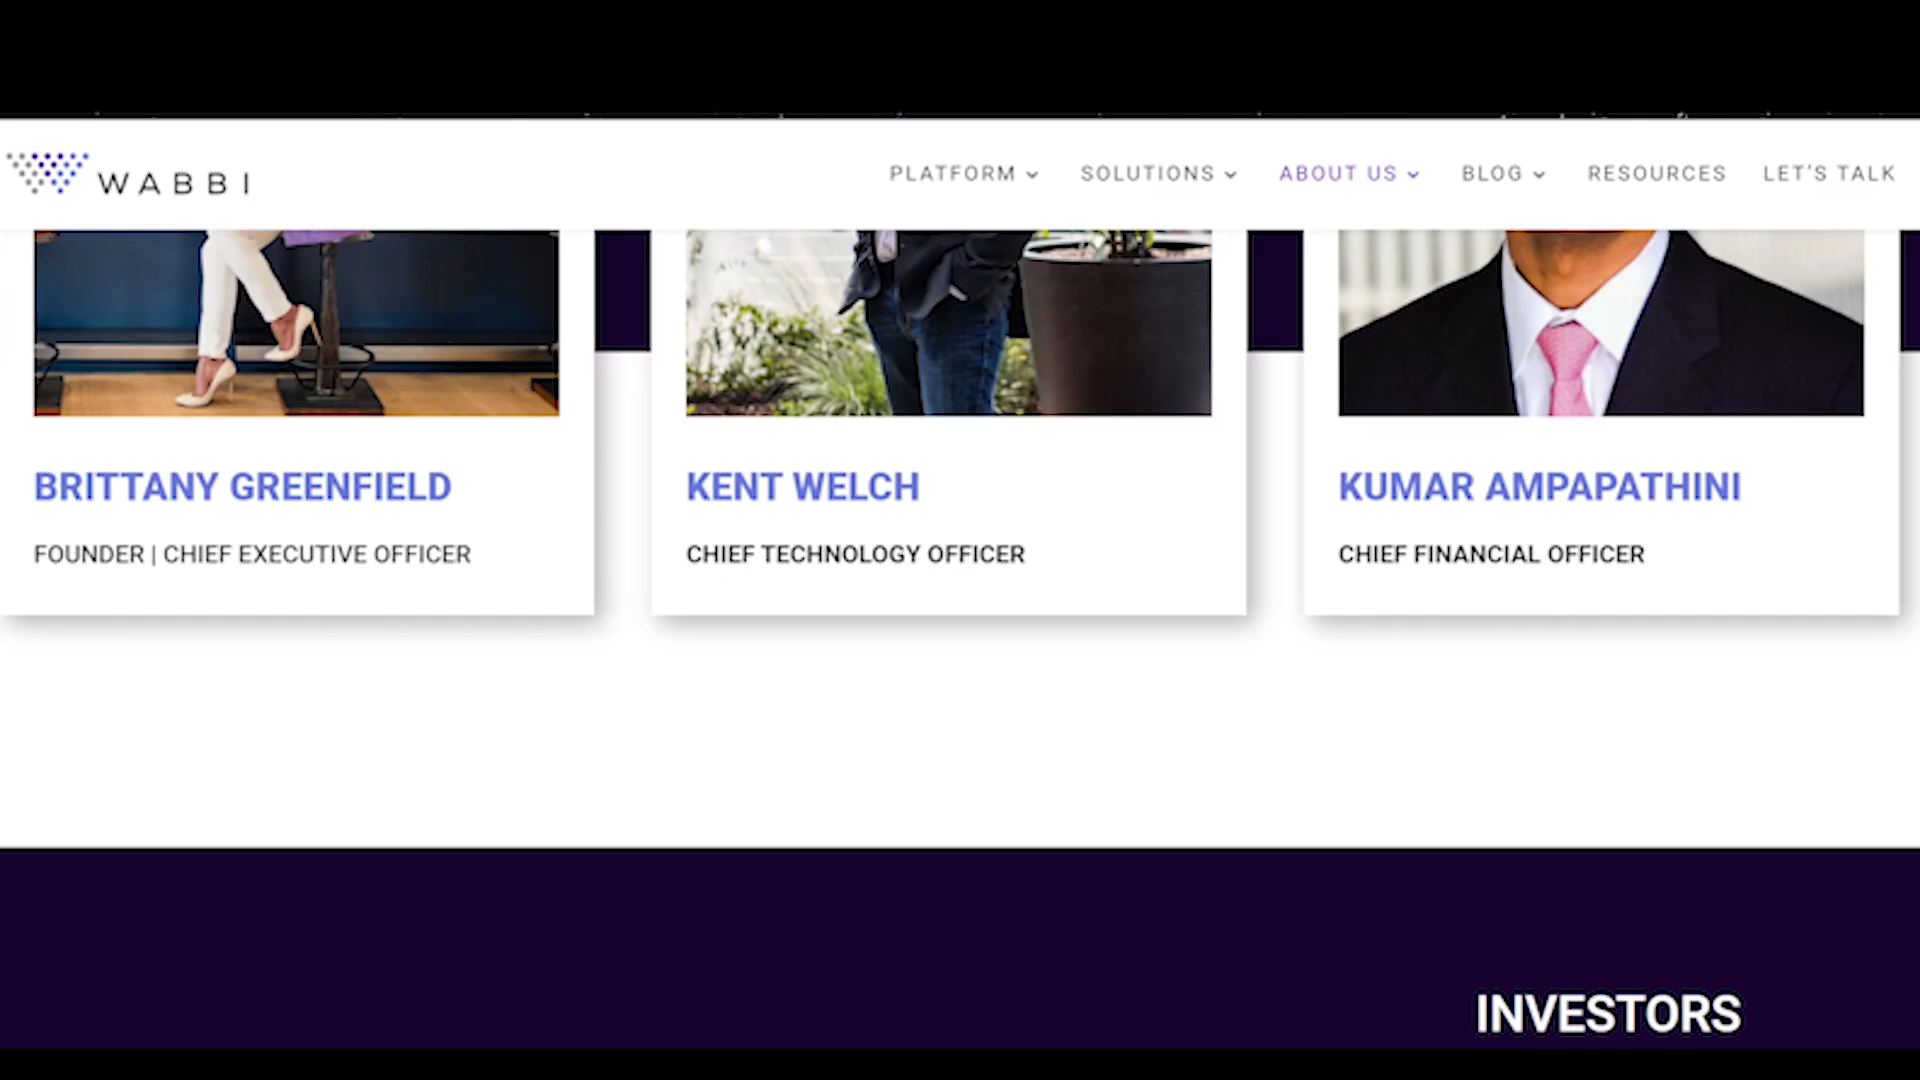 WABBI
PLATFORM SOLUTIONS ABOUT US BLOG RESOURCES LET'S TALK
BRITTANY GREENFIELD
FOUNDER | CHIEF EXECUTIVE OFFICER
KENT WELCH
CHIEF TECHNOLOGY OFFICER
KUMAR AMPAPATHINI
CHIEF FINANCIAL OFFICER
INVESTORS